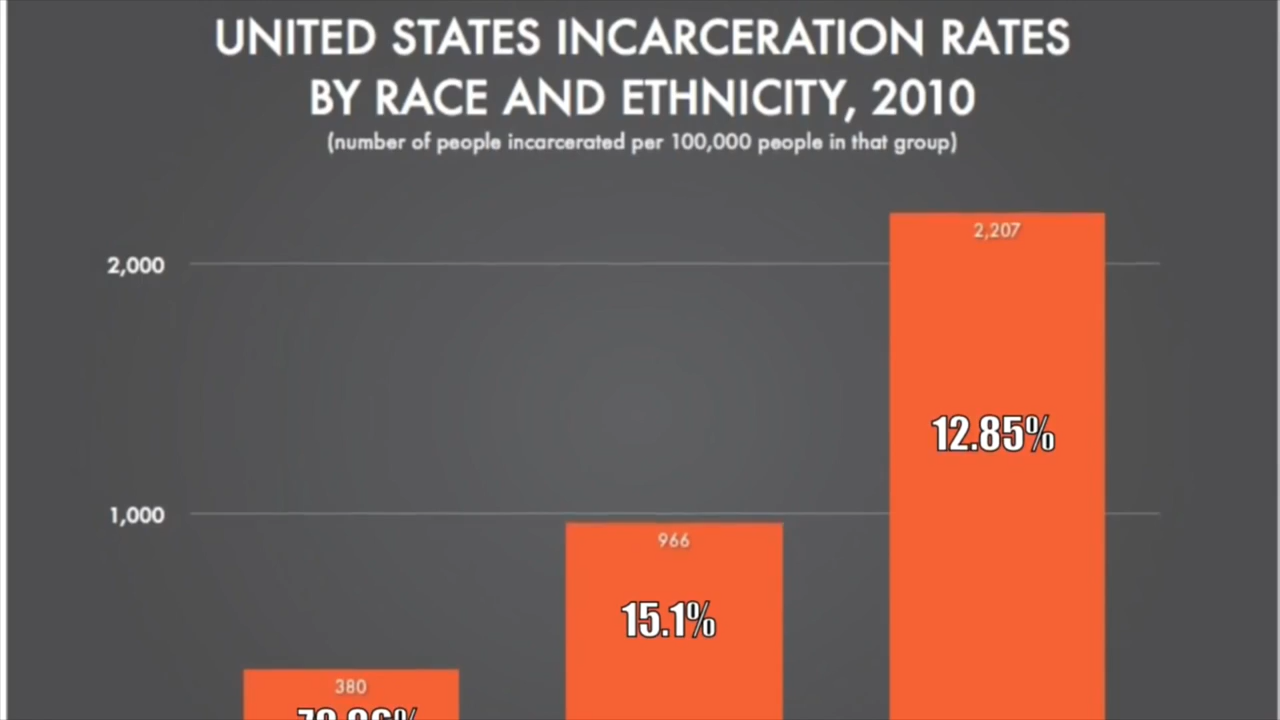 UNITED STATES INCARCERATION RATES
BY RACE AND ETHNICITY, 2010
(number of people incarcerated per 100,000 people in that group)
2,207
2,000
12.85%
1,000
966
15.1%
380